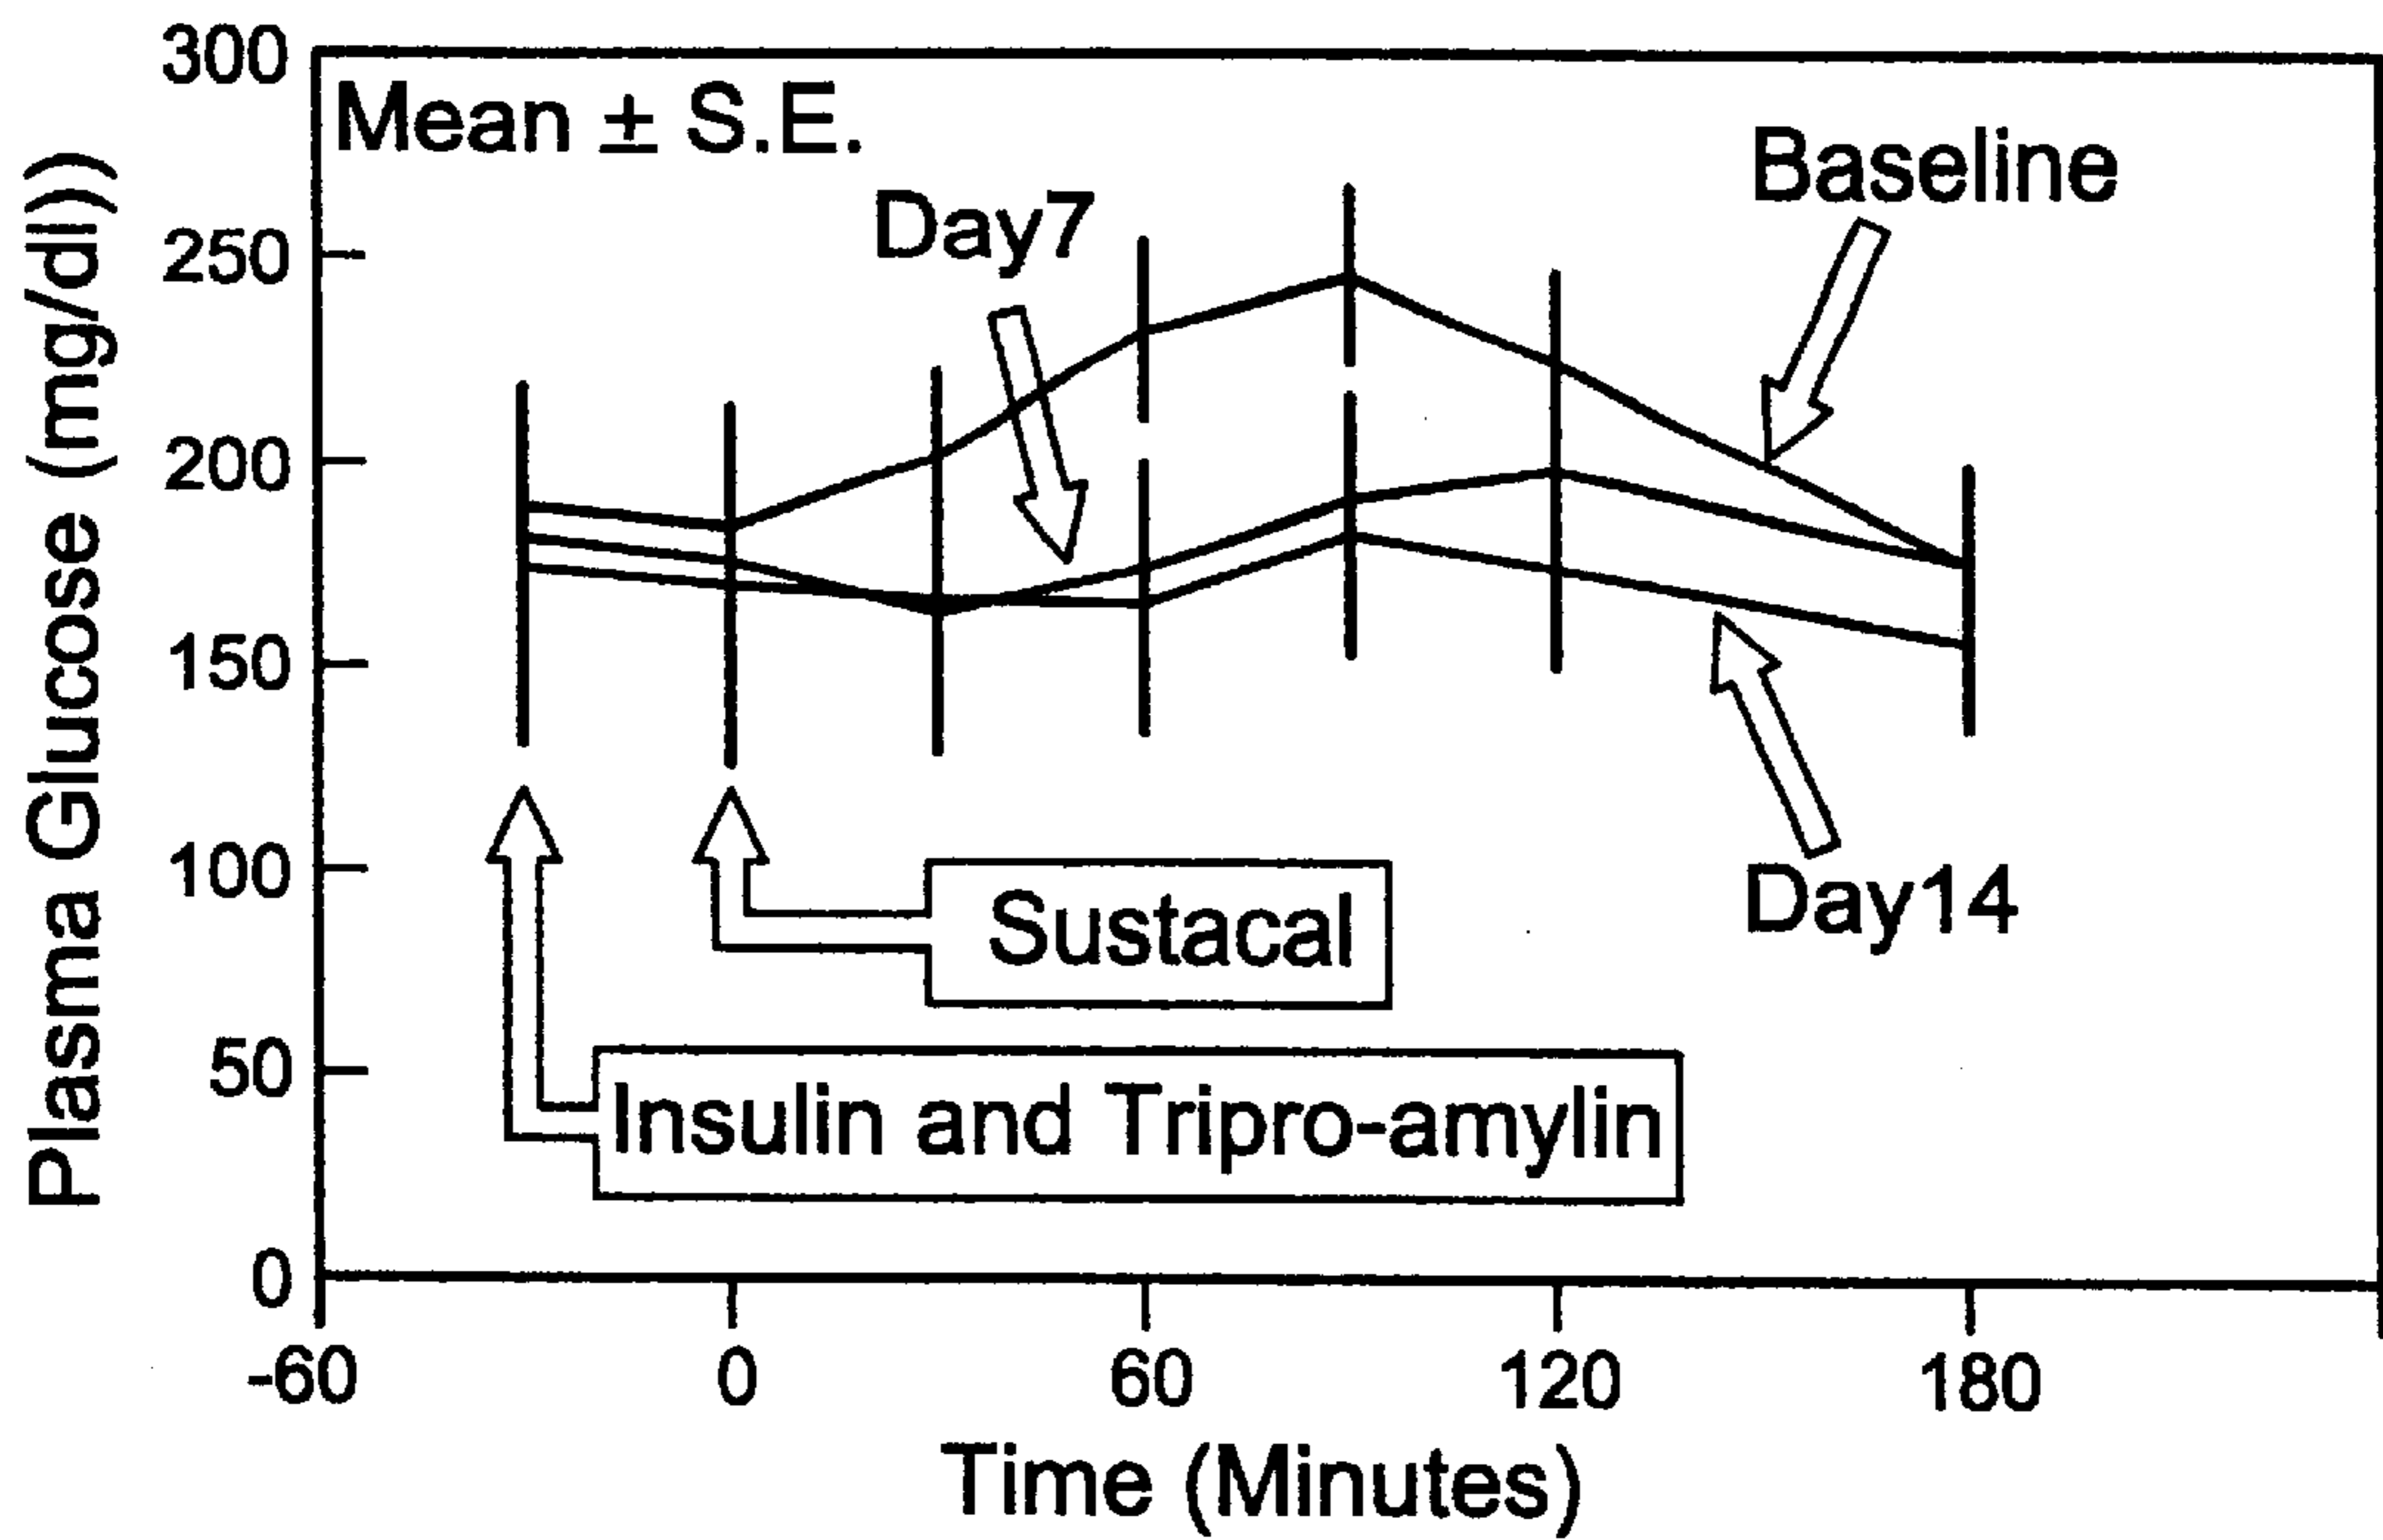 Plasma Glucose (mg/dl))
300
250
200
150
100
50
0
Mean ± S.E.
Day7
Baseline
Day14
Sustacal
Insulin and Tripro-amylin
-60
0
60
120
180
Time (Minutes)